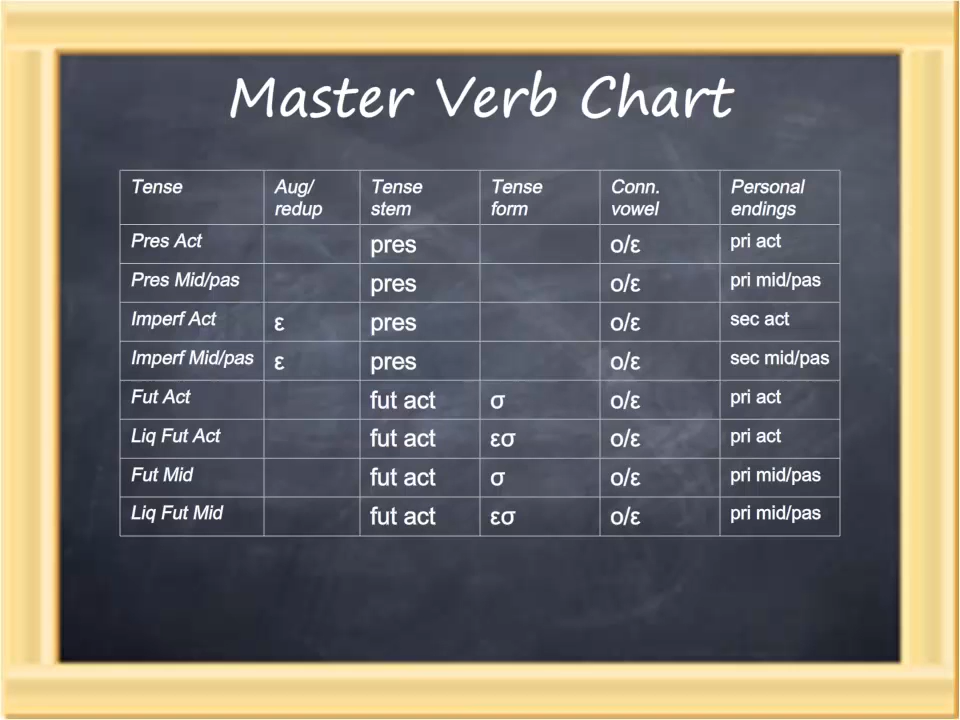 Master Verb Chart
Tense Aug/ redup Tense stem Tense form Conn. vowel Personal endings
Pres Act pres ο/ε pri act
Pres Mid/pas pres ο/ε pri mid/pas
Imperf Act ε pres ο/ε sec act
Imperf Mid/pas ε pres ο/ε sec mid/pas
Fut Act fut act σ ο/ε pri act
Liq Fut Act fut act εσ ο/ε pri act
Fut Mid fut act σ ο/ε pri mid/pas
Liq Fut Mid fut act εσ ο/ε pri mid/pas